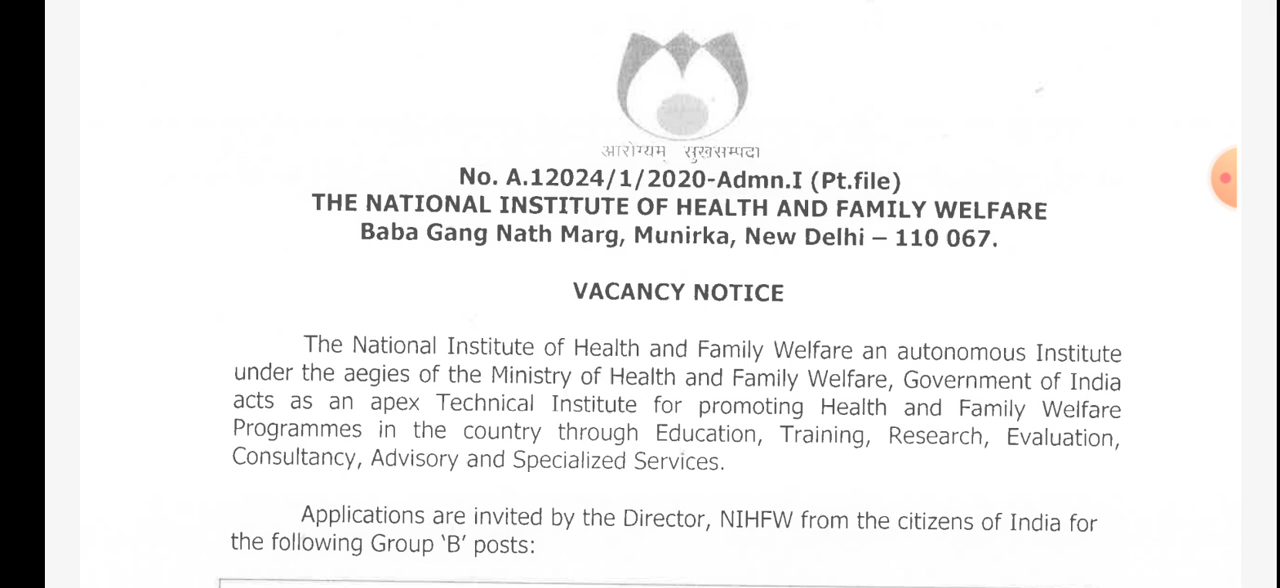 आरोग्यम् सुखसम्पदा
No. A.12024/1/2020-Admn.I (Pt.file)
THE NATIONAL INSTITUTE OF HEALTH AND FAMILY WELFARE
Baba Gang Nath Marg, Munirka, New Delhi – 110 067.
VACANCY NOTICE
The National Institute of Health and Family Welfare an autonomous Institute
under the aegies of the Ministry of Health and Family Welfare, Government of India
acts as an apex Technical Institute for promoting Health and Family Welfare
Programmes in the country through Education, Training, Research, Evaluation,
Consultancy, Advisory and Specialized Services.
Applications are invited by the Director, NIHFW from the citizens of India for
the following Group ‘B’ posts: